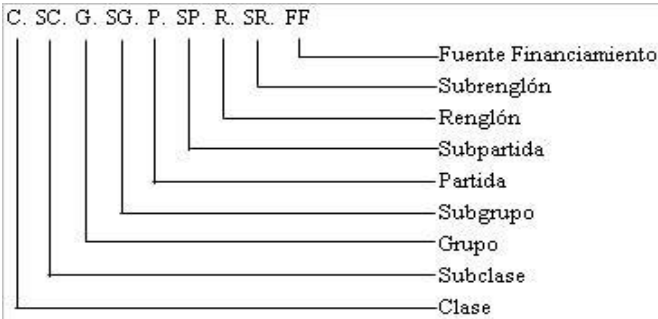 C. SC. G. SG. P. SP. R. SR. FF
Fuente Financiamiento
Subrenglón
Renglón
Subpartida
Partida
Subgrupo
Grupo
Subclase
Clase